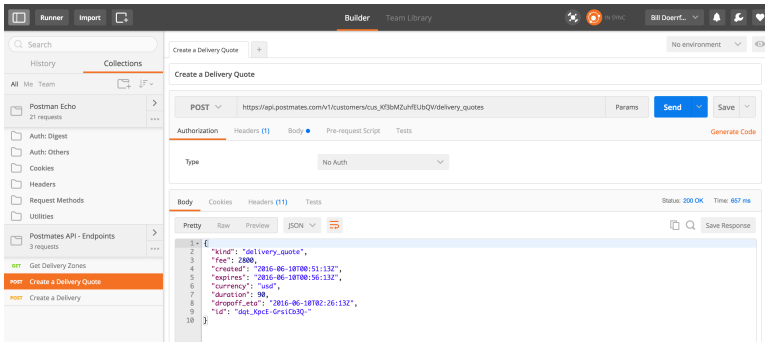 Runner Import Builder Team Library IN SYNC Bill Doerrf...
Search
History Collections
All Me Team
Postman Echo
21 requests
Auth: Digest
Auth: Others
Cookies
Headers
Request Methods
Utilities
Postmates API - Endpoints
3 requests
GET Get Delivery Zones
POST Create a Delivery Quote
POST Create a Delivery
Create a Delivery Quote
No environment
Create a Delivery Quote
POST https://api.postmates.com/v1/customers/cus_Kf3bMZuhfEUbQV/delivery_quotes Params Send Save
Authorization Headers (1) Body Pre-request Script Tests Generate Code
Type No Auth
Body Cookies Headers (11) Tests Status: 200 OK Time: 657 ms
Pretty Raw Preview JSON Save Response
1 {
2 "kind": "delivery_quote",
3 "fee": 2800,
4 "created": "2016-06-10T00:51:13Z",
5 "expires": "2016-06-10T00:56:13Z",
6 "currency": "usd",
7 "duration": 90,
8 "dropoff_eta": "2016-06-10T02:26:13Z",
9 "id": "dqt_KpcE-GrsiCb3Q-"
10 }